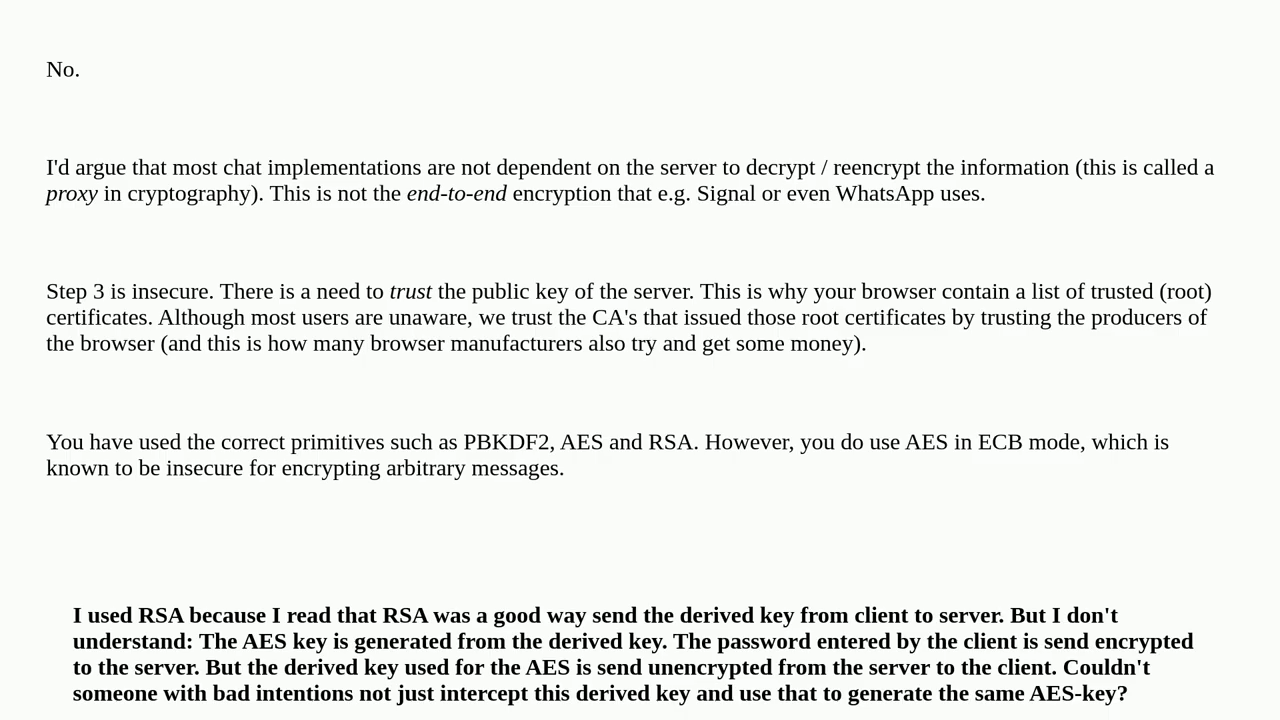 No.
I'd argue that most chat implementations are not dependent on the server to decrypt / reencrypt the information (this is called a
proxy in cryptography). This is not the end-to-end encryption that e.g. Signal or even WhatsApp uses.
Step 3 is insecure. There is a need to trust the public key of the server. This is why your browser contain a list of trusted (root)
certificates. Although most users are unaware, we trust the CA's that issued those root certificates by trusting the producers of
the browser (and this is how many browser manufacturers also try and get some money).
You have used the correct primitives such as PBKDF2, AES and RSA. However, you do use AES in ECB mode, which is
known to be insecure for encrypting arbitrary messages.
I used RSA because I read that RSA was a good way send the derived key from client to server. But I don't
understand: The AES key is generated from the derived key. The password entered by the client is send encrypted
to the server. But the derived key used for the AES is send unencrypted from the server to the client. Couldn't
someone with bad intentions not just intercept this derived key and use that to generate the same AES-key?